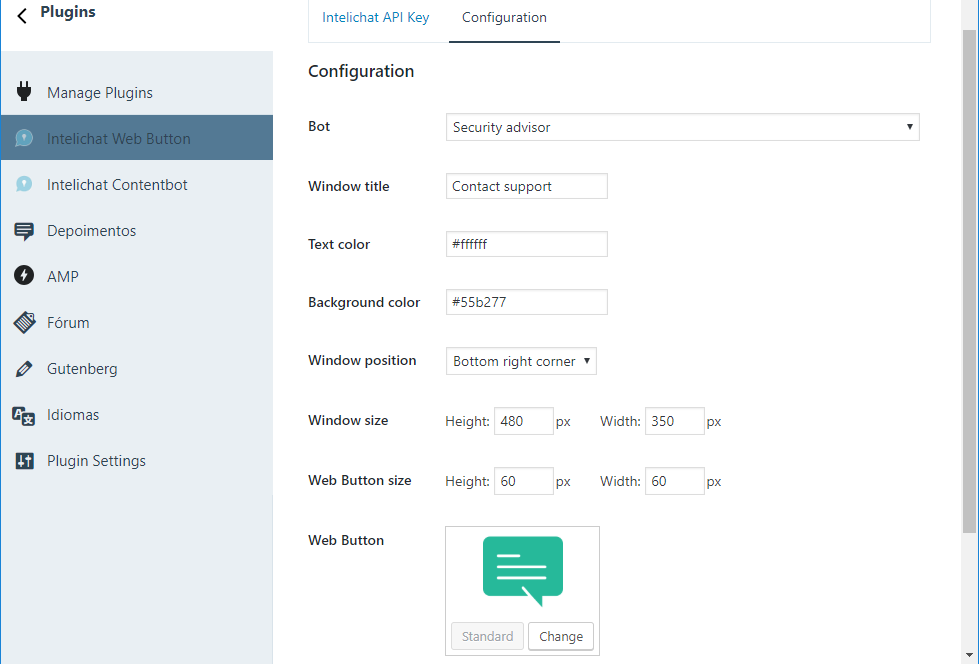 Plugins
Manage Plugins
Intelichat Web Button
Intelichat Contentbot
Depoimentos
AMP
Fórum
Gutenberg
Idiomas
Plugin Settings
Intelichat API Key
Configuration
Configuration
Bot
Security advisor
Window title
Contact support
Text color
#ffffff
Background color
#55b277
Window position
Bottom right corner
Window size
Height: 480 px Width: 350 px
Web Button size
Height: 60 px Width: 60 px
Web Button
Standard
Change